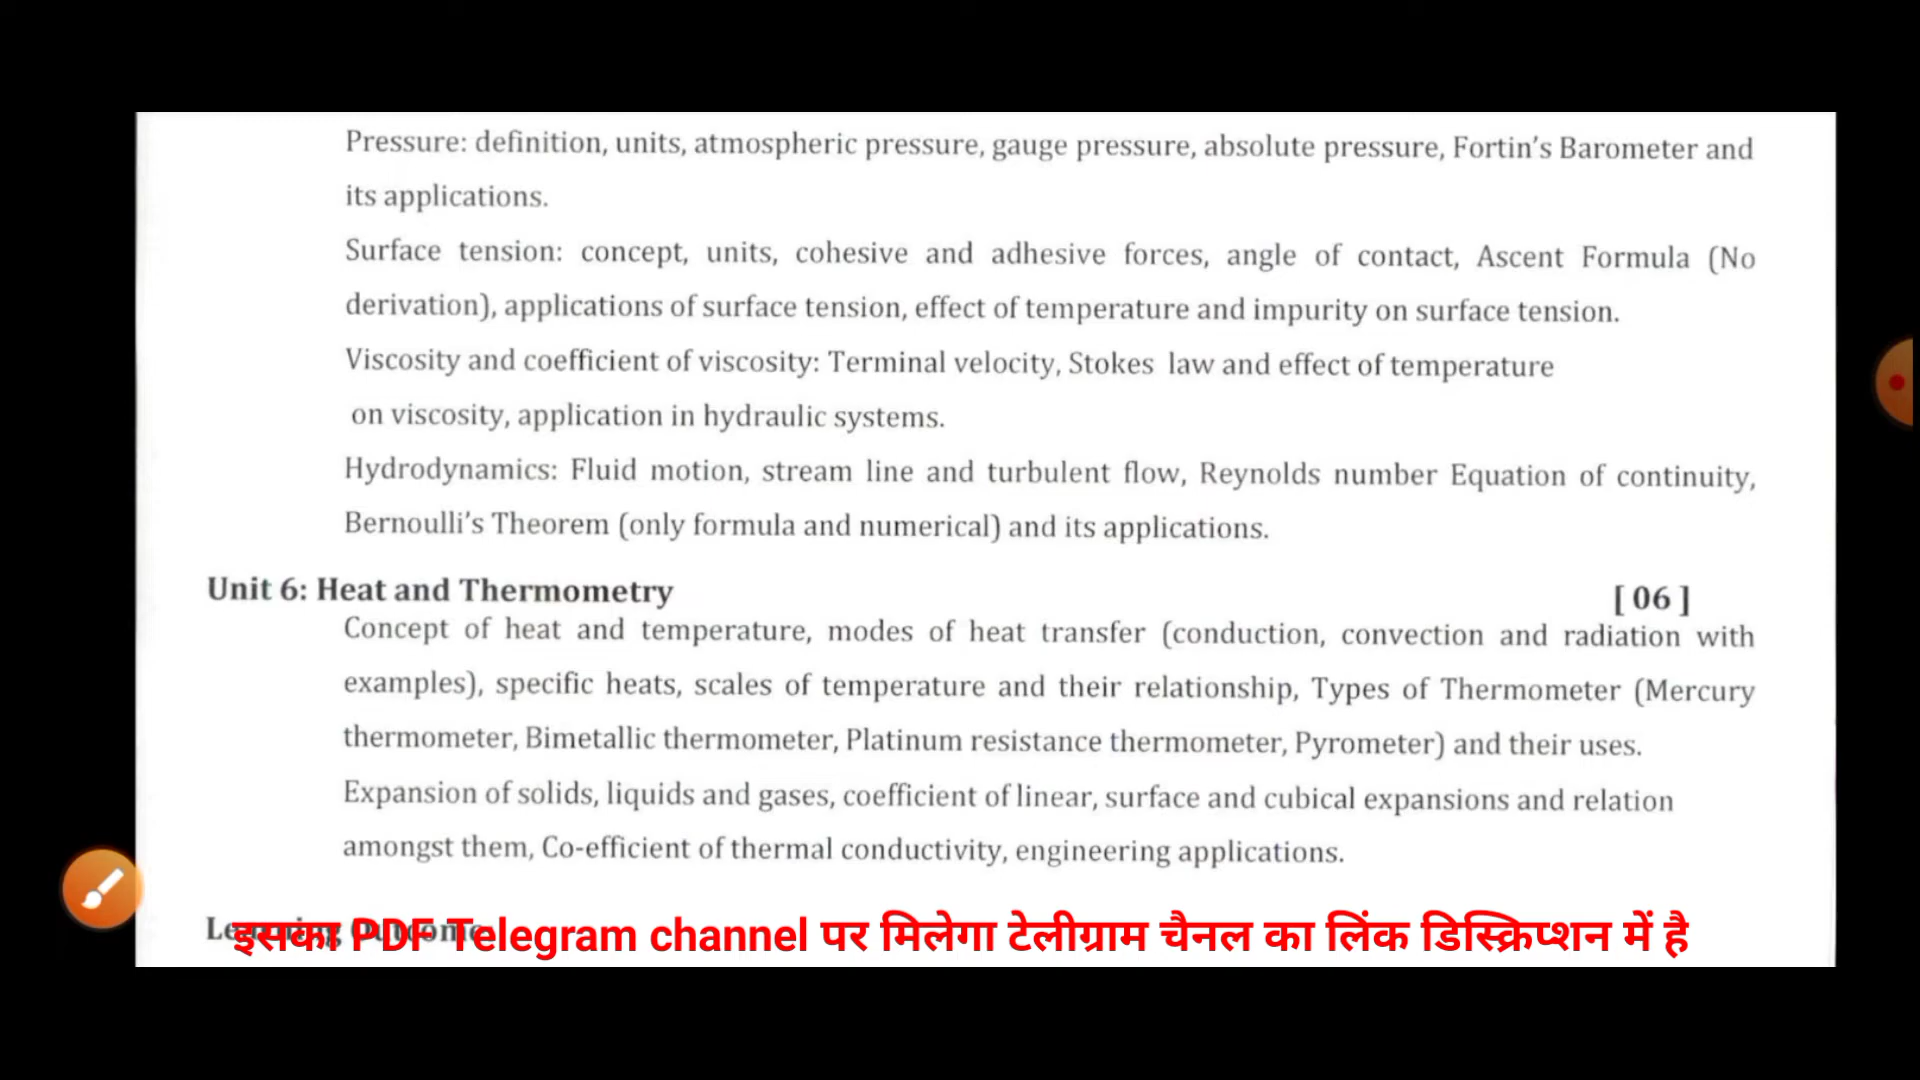 Pressure: definition, units, atmospheric pressure, gauge pressure, absolute pressure, Fortin's Barometer and
its applications.
Surface tension: concept, units, cohesive and adhesive forces, angle of contact, Ascent Formula (No
derivation), applications of surface tension, effect of temperature and impurity on surface tension.
Viscosity and coefficient of viscosity: Terminal velocity, Stokes law and effect of temperature
on viscosity, application in hydraulic systems.
Hydrodynamics: Fluid motion, stream line and turbulent flow, Reynolds number Equation of continuity,
Bernoulli's Theorem (only formula and numerical) and its applications.
Unit 6: Heat and Thermometry [ 06 ]
Concept of heat and temperature, modes of heat transfer (conduction, convection and radiation with
examples), specific heats, scales of temperature and their relationship, Types of Thermometer (Mercury
thermometer, Bimetallic thermometer, Platinum resistance thermometer, Pyrometer) and their uses.
Expansion of solids, liquids and gases, coefficient of linear, surface and cubical expansions and relation
amongst them, Co-efficient of thermal conductivity, engineering applications.
इसका PDF Telegram channel पर मिलेगा टेलीग्राम चैनल का लिंक डिस्क्रिप्शन में है